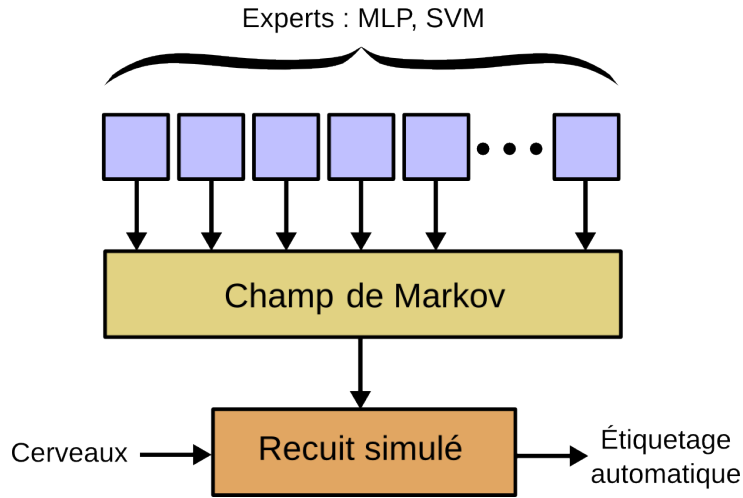 Experts : MLP, SVM
Champ de Markov
Cerveaux
Recuit simulé
Étiquetage
automatique